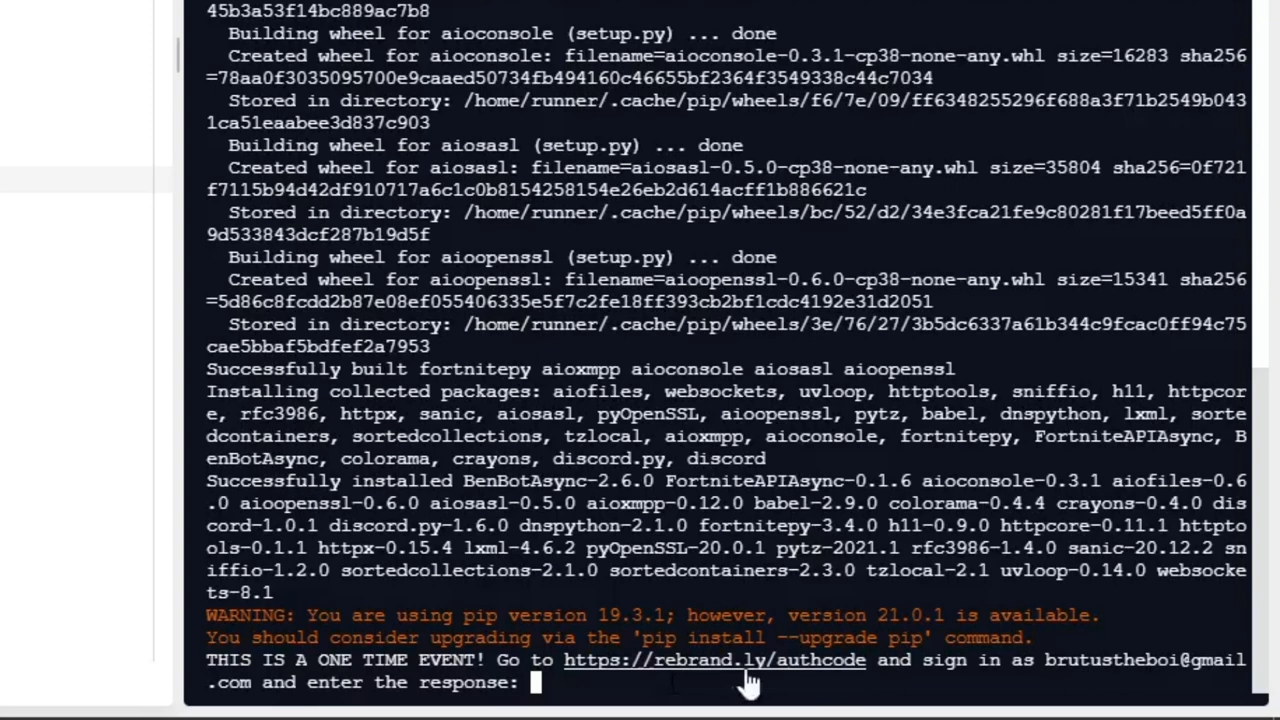 45b3a53f14bc889ac7b8
Building wheel for aioconsole (setup.py) ... done
Created wheel for aioconsole: filename=aioconsole-0.3.1-cp38-none-any.whl size=16283 sha256
=78aa0f3035095700e9caaed50734fb494160c46655bf2364f3549338c44c7034
Stored in directory: /home/runner/.cache/pip/wheels/f6/7e/09/ff6348255296f688a3f71b2549b043
1ca51eaabee3d837c903
Building wheel for aiosasl (setup.py) ... done
Created wheel for aiosasl: filename=aiosasl-0.5.0-cp38-none-any.whl size=35804 sha256=0f721
f7115b94d42df910717a6c1c0b8154258154e26eb2d614acff1b886621c
Stored in directory: /home/runner/.cache/pip/wheels/bc/52/d2/34e3fca21fe9c80281f17beed5ff0a
9d533843dcf287b19d5f
Building wheel for aioopenssl (setup.py) ... done
Created wheel for aioopenssl: filename=aioopenssl-0.6.0-cp38-none-any.whl size=15341 sha256
=5d86c8fcdd2b87e08ef055406335e5f7c2fe18ff393cb2bf1cdc4192e31d2051
Stored in directory: /home/runner/.cache/pip/wheels/3e/76/27/3b5dc6337a61b344c9fcac0ff94c75
cae5bbaf5bdfef2a7953
Successfully built fortnitepy aioxmpp aioconsole aiosasl aioopenssl
Installing collected packages: aiofiles, websockets, uvloop, httptools, sniffio, h11, httpcor
e, rfc3986, httpx, sanic, aiosasl, pyOpenSSL, aioopenssl, pytz, babel, dnspython, lxml, sorte
dcontainers, sortedcollections, tzlocal, aioxmpp, aioconsole, fortnitepy, FortniteAPIAsync, B
enBotAsync, colorama, crayons, discord.py, discord
Successfully installed BenBotAsync-2.6.0 FortniteAPIAsync-0.1.6 aioconsole-0.3.1 aiofiles-0.6
.0 aioopenssl-0.6.0 aiosasl-0.5.0 aioxmpp-0.12.0 babel-2.9.0 colorama-0.4.4 crayons-0.4.0 dis
cord-1.0.1 discord.py-1.6.0 dnspython-2.1.0 fortnitepy-3.4.0 h11-0.9.0 httpcore-0.11.1 httpto
ols-0.1.1 httpx-0.15.4 lxml-4.6.2 pyOpenSSL-20.0.1 pytz-2021.1 rfc3986-1.4.0 sanic-20.12.2 sn
iffio-1.2.0 sortedcollections-2.1.0 sortedcontainers-2.3.0 tzlocal-2.1 uvloop-0.14.0 websocke
ts-8.1
WARNING: You are using pip version 19.3.1; however, version 21.0.1 is available.
You should consider upgrading via the 'pip install --upgrade pip' command.
THIS IS A ONE TIME EVENT! Go to https://rebrand.ly/authcode and sign in as brutustheboi@gmail
.com and enter the response: